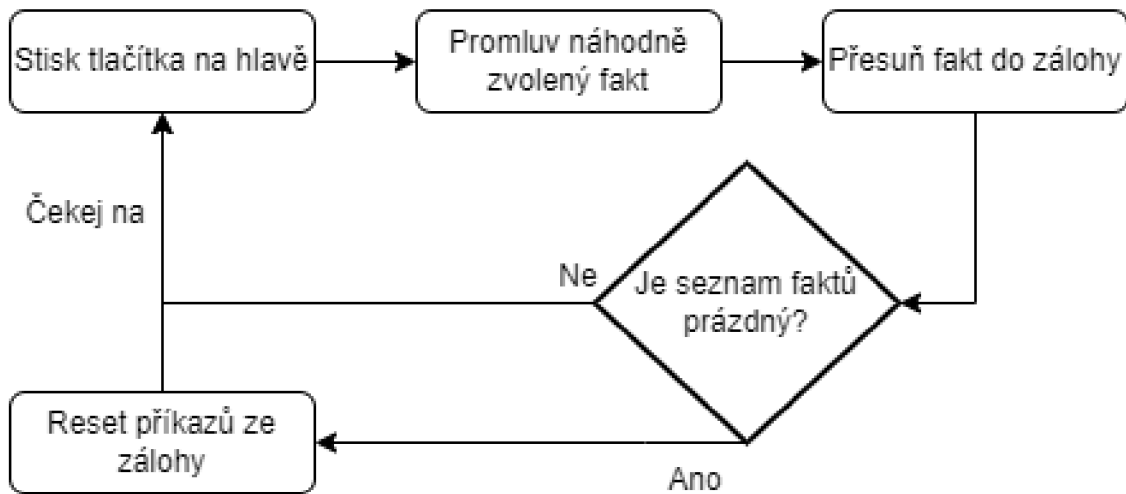 Stisk tlačítka na hlavě
Promluv náhodně
zvolený fakt
Přesuň fakt do zálohy
Čekej na
Ne
Je seznam faktů
prázdný?
Reset příkazů ze
zálohy
Ano